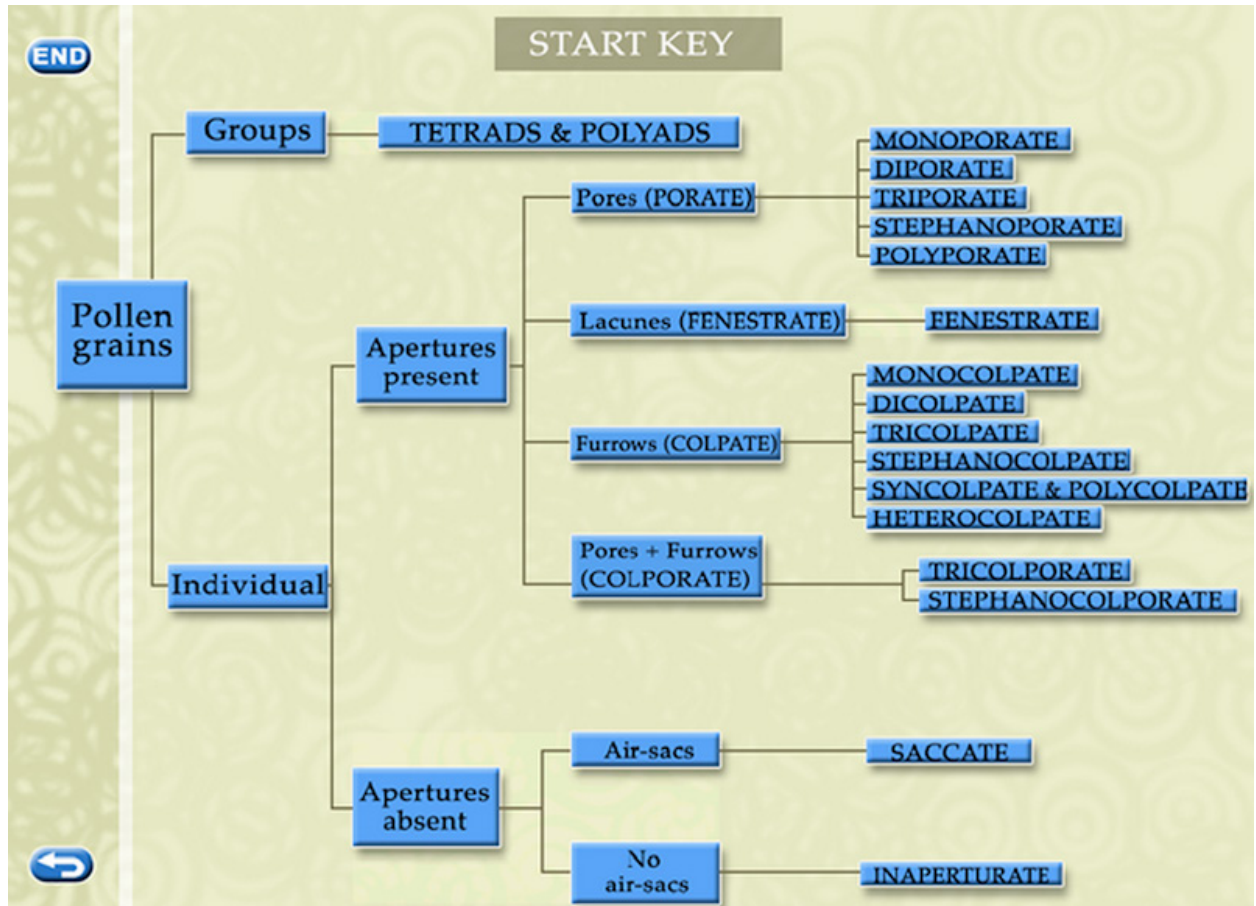 END
START KEY
Groups
TETRADS & POLYADS
MONOPORATE
DIPORATE
Pores (PORATE)
TRIPORATE
STEPHANOPORATE
POLYPORATE
Pollen
grains
Lacunes (FENESTRATE)
FENESTRATE
Apertures
present
MONOCOLPATE
DICOLPATE
TRICOLPATE
Furrows (COLPATE)
STEPHANOCOLPATE
SYNCOLPATE & POLYCOLPATE
HETEROCOLPATE
Pores + Furrows
(COLPORATE)
TRICOLPORATE
STEPHANOCOLPORATE
Individual
Air-sacs
SACCATE
Apertures
absent
No
air-sacs
INAPERTURATE